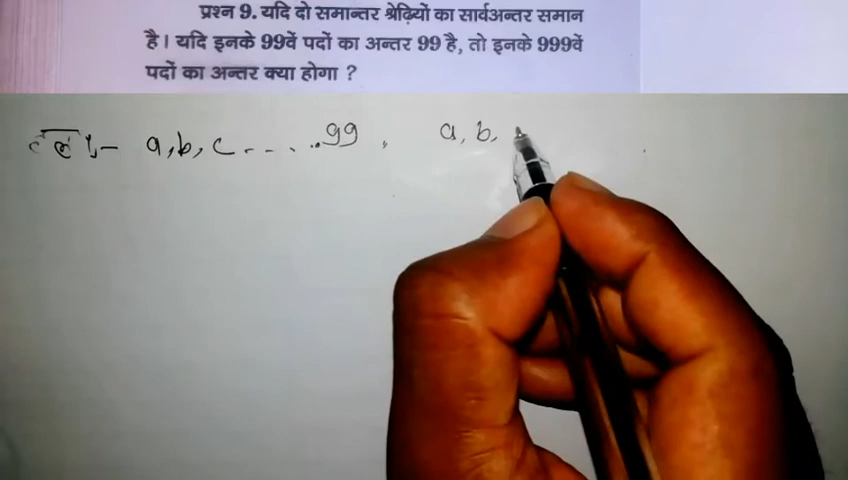 प्रश्न 9. यदि दो समान्तर श्रेढ़ियों का सार्वअन्तर समान
है। यदि इनके 99वें पदों का अन्तर 99 है, तो इनके 999वें
पदों का अन्तर क्या होगा ?
हल:- a, b, c - - - . . 99 , a, b,